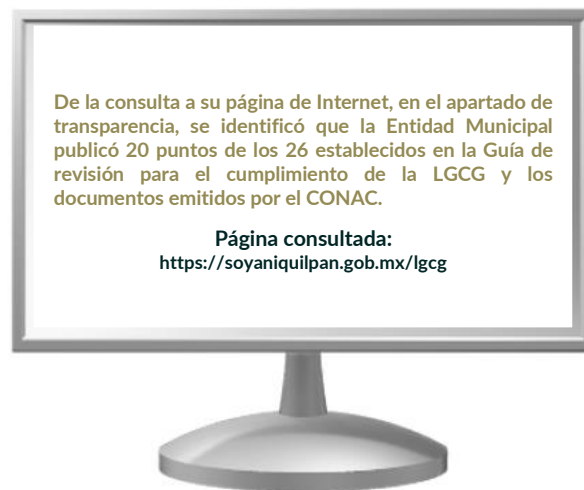 De la consulta a su página de Internet, en el apartado de
transparencia, se identificó que la Entidad Municipal
publicó 20 puntos de los 26 establecidos en la Guía de
revisión para el cumplimiento de la LGCG y los
documentos emitidos por el CONAC.
Página consultada:
https://soyaniquilpan.gob.mx/lgcg